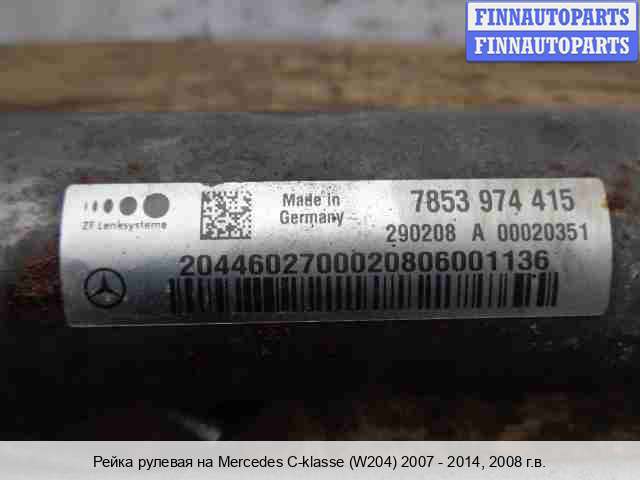 FINNAUTOPARTS
FINNAUTOPARTS
ZF Lenksysteme
Made in
Germany
7853 974 415
290208 A 00020351
2044602700020806001136
Рейка рулевая на Mercedes C-klasse (W204) 2007 - 2014, 2008 г.в.